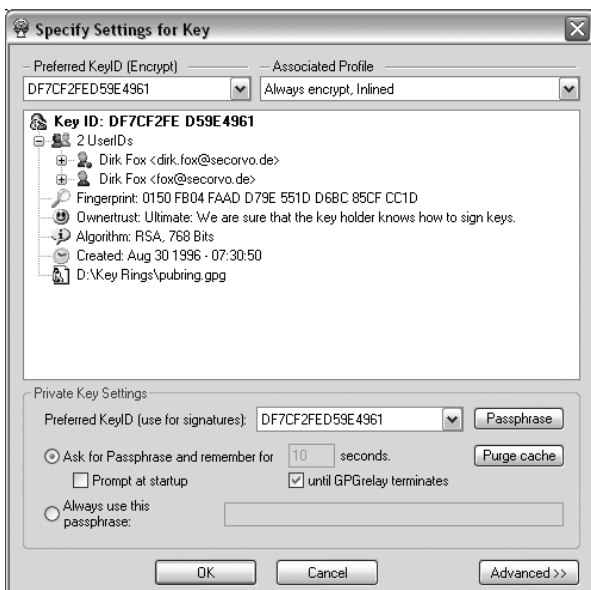 Specify Settings for Key
Preferred KeyID (Encrypt)
Associated Profile
DF7CF2FED59E4961
Always encrypt, Inlined
Key ID: DF7CF2FE D59E4961
2 UserIDs
Dirk Fox <dirk.fox@secorvo.de>
Dirk Fox <fox@secorvo.de>
Fingerprint: 0150 FB04 FAAD D79E 551D D6BC 85CF CC1D
Ownertrust: Ultimate: We are sure that the key holder knows how to sign keys.
Algorithm: RSA, 768 Bits
Created: Aug 30 1996 - 07:30:50
D:\Key Rings\pubring.gpg
Private Key Settings
Preferred KeyID (use for signatures): DF7CF2FED59E4961 Passphrase
Ask for Passphrase and remember for 10 seconds. Purge cache
Prompt at startup until GPGrelay terminates
Always use this
passphrase:
OK Cancel Advanced >>